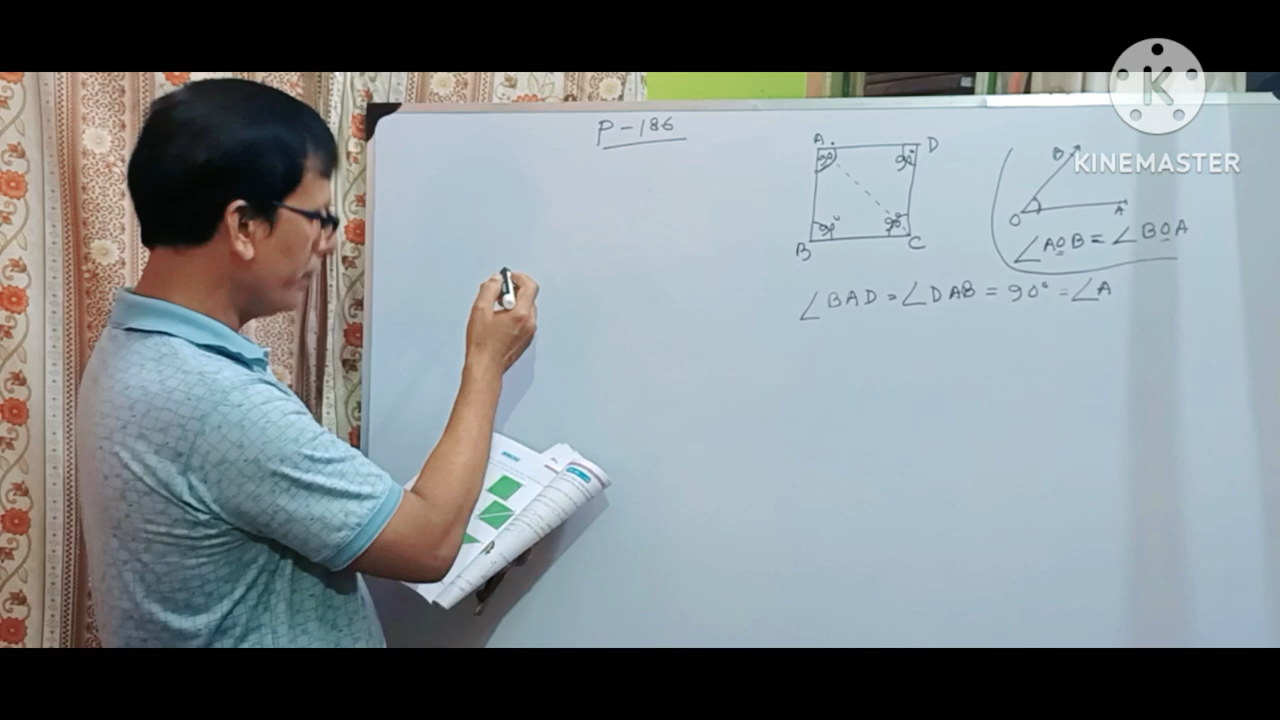 P-186
A D
90° 90°
90° 90°
B C
B
O A
∠AOB = ∠BOA
∠BAD = ∠DAB = 90° = ∠A
K
KINEMASTER